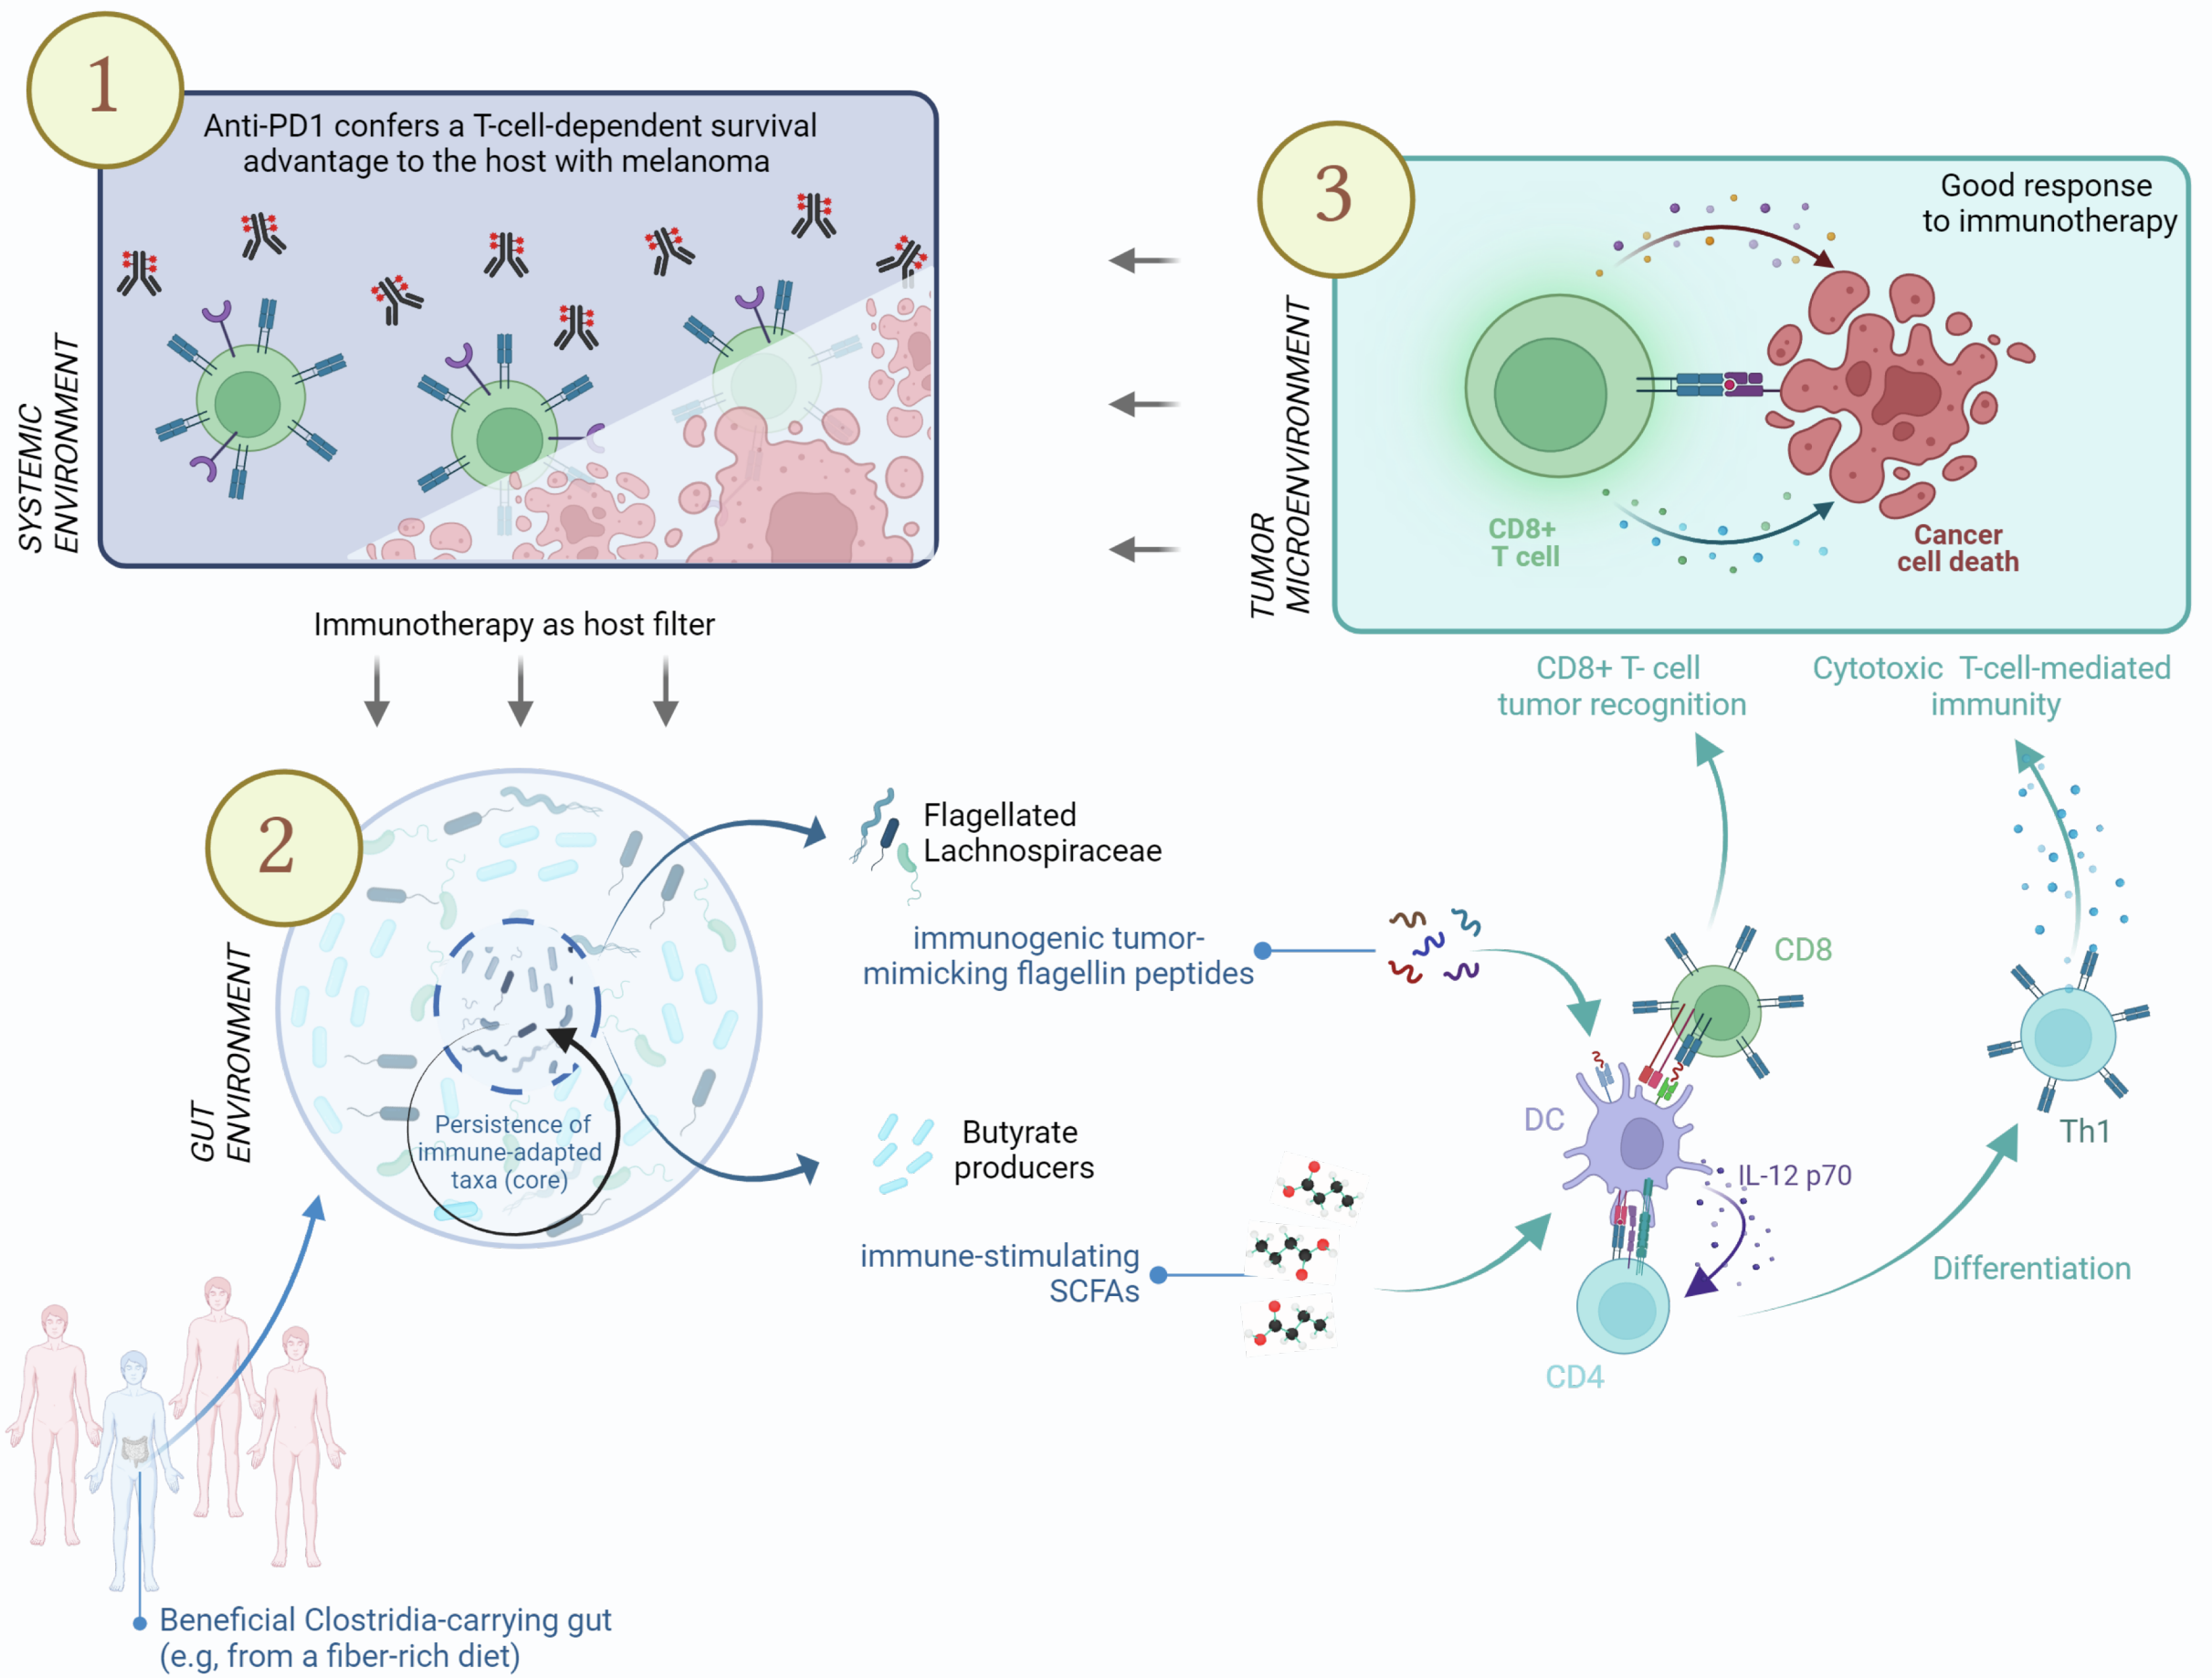 1
Anti-PD1 confers a T-cell-dependent survival
advantage to the host with melanoma
SYSTEMIC
ENVIRONMENT
Immunotherapy as host filter
3
Good response
to immunotherapy
CD8+
T cell
Cancer
cell death
TUMOR
MICROENVIRONMENT
CD8+ T- cell
tumor recognition
Cytotoxic T-cell-mediated
immunity
2
GUT
ENVIRONMENT
Persistence of
immune-adapted
taxa (core)
Flagellated
Lachnospiraceae
immunogenic tumor-
mimicking flagellin peptides
Butyrate
producers
immune-stimulating
SCFAs
CD8
DC
IL-12 p70
CD4
Th1
Differentiation
Beneficial Clostridia-carrying gut
(e.g, from a fiber-rich diet)